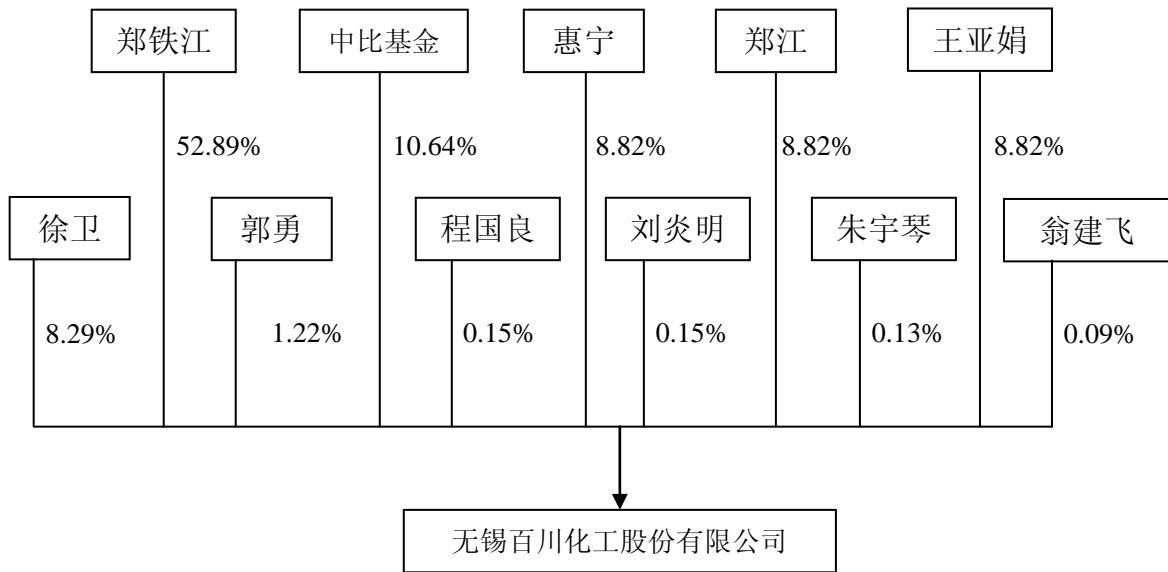 郑铁江 中比基金 惠宁 郑江 王亚娟
52.89% 10.64% 8.82% 8.82% 8.82%
徐卫 郭勇 程国良 刘炎明 朱宇琴 翁建飞
8.29% 1.22% 0.15% 0.15% 0.13% 0.09%
无锡百川化工股份有限公司